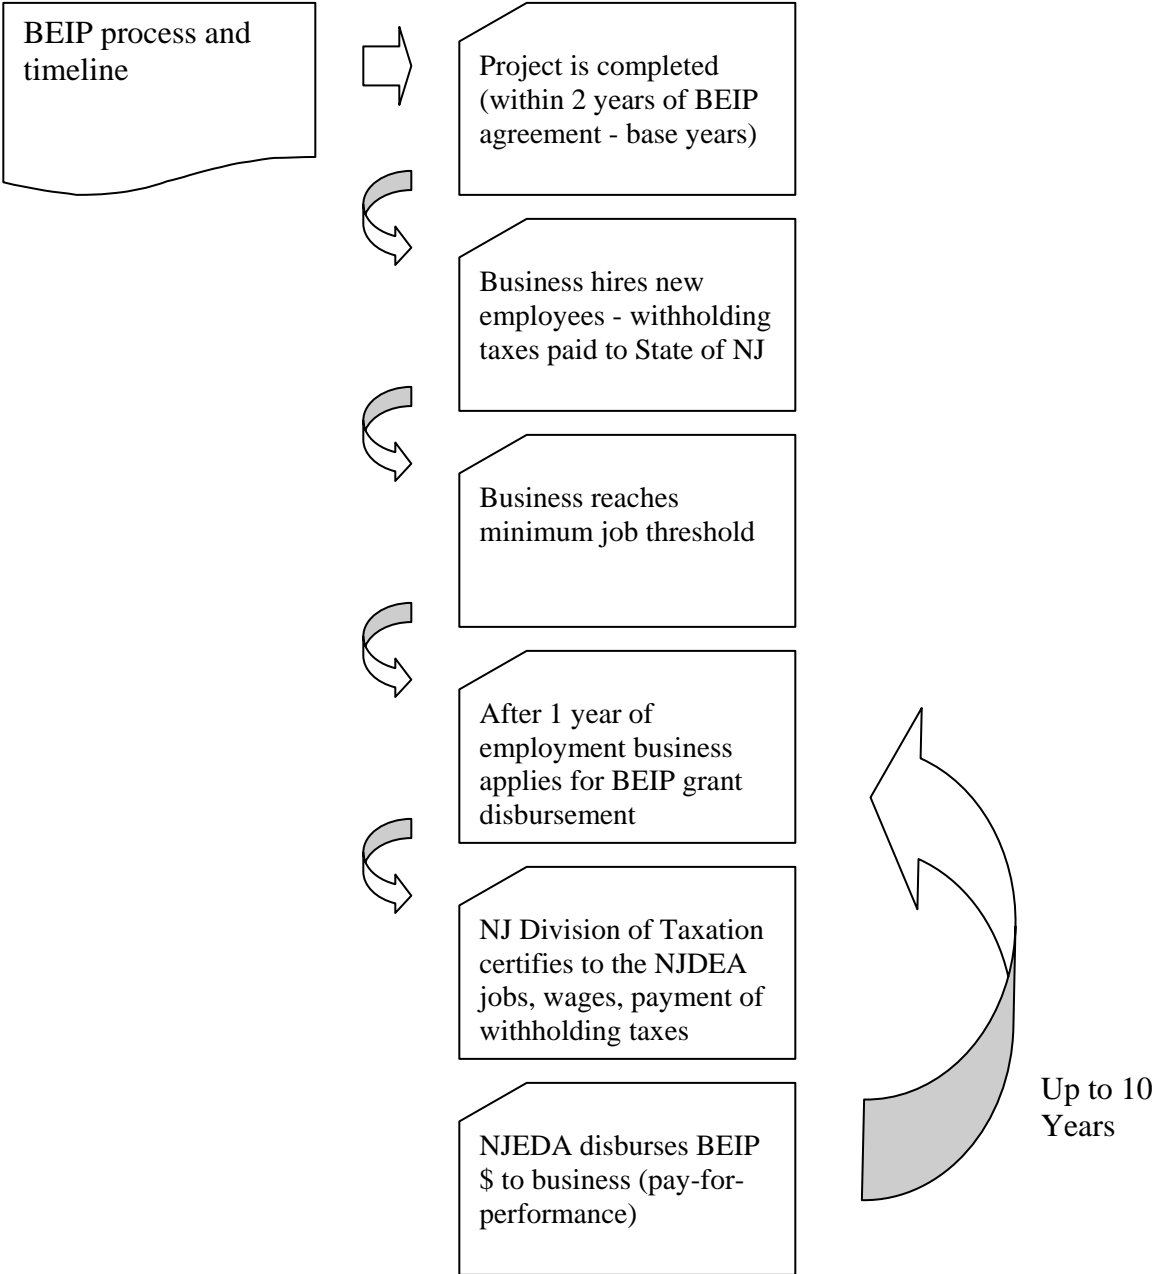 BEIP process and
timeline
Project is completed
(within 2 years of BEIP
agreement - base years)
Business hires new
employees - withholding
taxes paid to State of NJ
Business reaches
minimum job threshold
After 1 year of
employment business
applies for BEIP grant
disbursement
NJ Division of Taxation
certifies to the NJDEA
jobs, wages, payment of
withholding taxes
NJEDA disburses BEIP
$ to business (pay-for-
performance)
Up to 10
Years